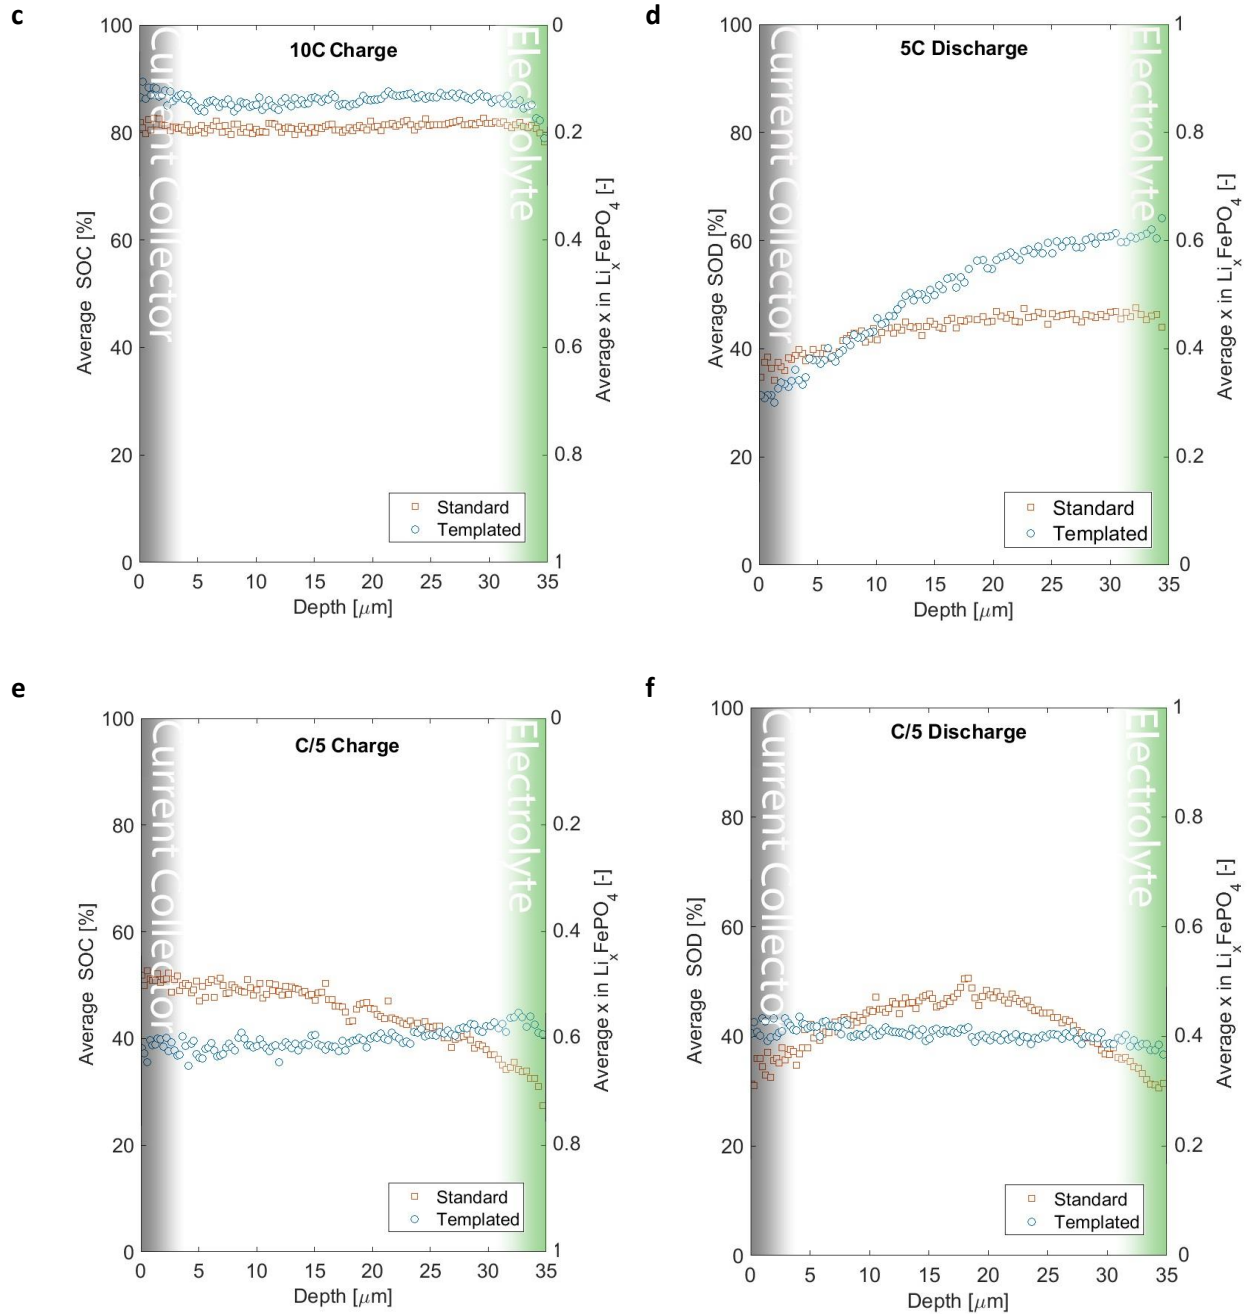 c
10C Charge
100
80
60
40
20
0
Average SOC [%]
0
0.2
0.4
0.6
0.8
1
Average x in LixFePO4 [-]
Current Collector
Electrolyte
Standard
Templated
0 5 10 15 20 25 30 35
Depth [μm]
d
5C Discharge
100
80
60
40
20
0
Average SOD [%]
1
0.8
0.6
0.4
0.2
0
Average x in LixFePO4 [-]
Current Collector
Electrolyte
Standard
Templated
0 5 10 15 20 25 30 35
Depth [μm]
e
C/5 Charge
100
80
60
40
20
0
Average SOC [%]
0
0.2
0.4
0.6
0.8
1
Average x in LixFePO4 [-]
Current Collector
Electrolyte
Standard
Templated
0 5 10 15 20 25 30 35
Depth [μm]
f
C/5 Discharge
100
80
60
40
20
0
Average SOD [%]
1
0.8
0.6
0.4
0.2
0
Average x in LixFePO4 [-]
Current Collector
Electrolyte
Standard
Templated
0 5 10 15 20 25 30 35
Depth [μm]